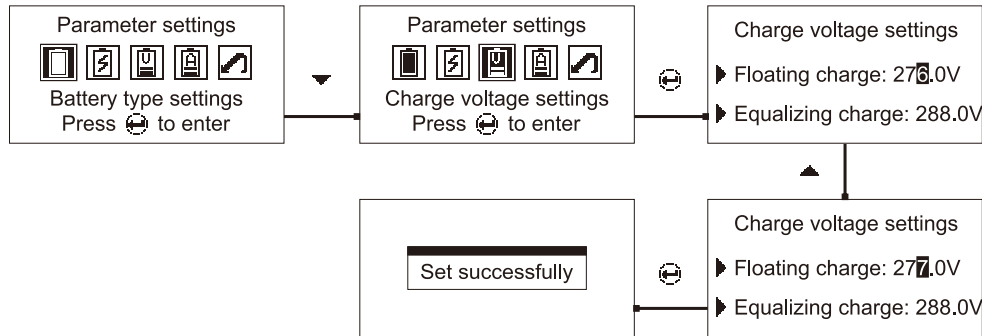 Parameter settings
Battery type settings
Press to enter
Parameter settings
Charge voltage settings
Press to enter
Charge voltage settings
Floating charge: 276.0V
Equalizing charge: 288.0V
Set successfully
Charge voltage settings
Floating charge: 277.0V
Equalizing charge: 288.0V